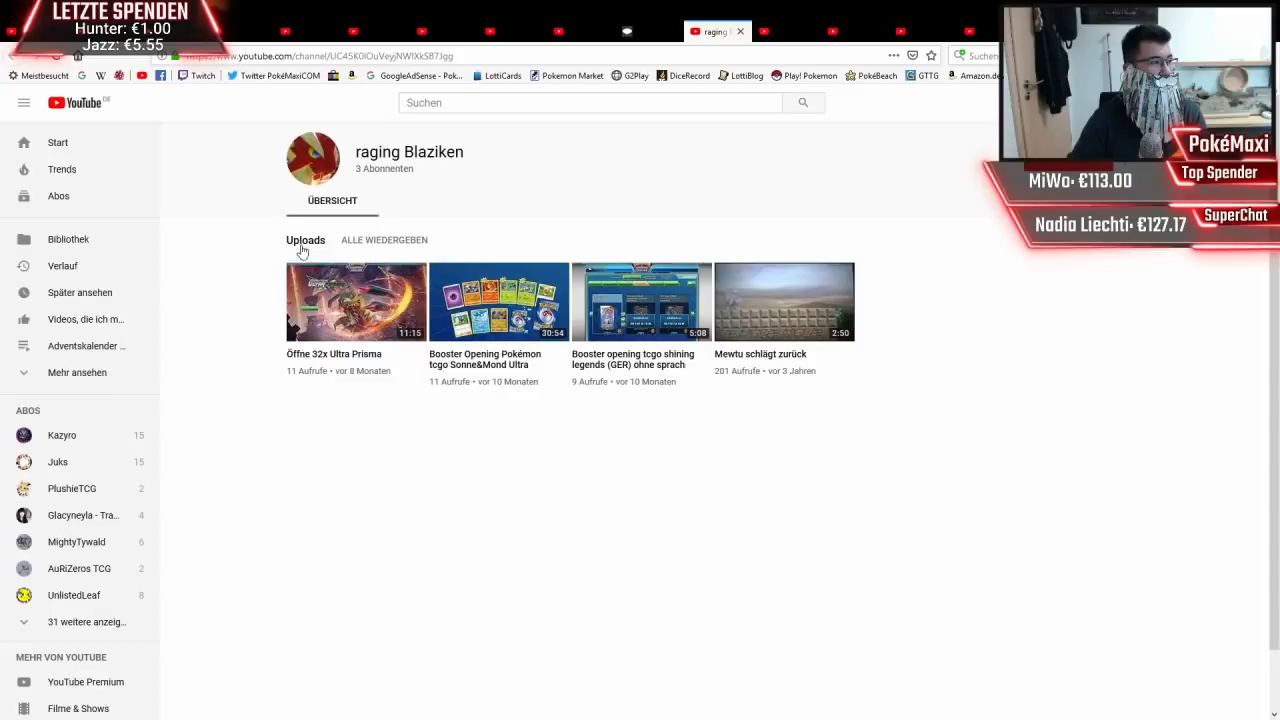 LETZTE SPENDEN
Hunter: €1.00
Jazz: €5.55
raging
www.youtube.com/channel/
Suchen
Meistbesucht
Twitch
Twitter PokéMaxiCOM
GoogleAdSense - Pok...
LottiCards
Pokemon Market
G2Play
DiceRecord
LottiBlog
Play! Pokemon
PokéBeach
GTTG
Amazon.de
YouTube DE
Suchen
raging Blaziken
3 Abonnenten
ÜBERSICHT
Uploads
ALLE WIEDERGEBEN
11:15
30:54
5:08
2:50
Öffne 32x Ultra Prisma
11 Aufrufe • vor 8 Monaten
Booster Opening Pokémon
tcgo Sonne&Mond Ultra
11 Aufrufe • vor 10 Monaten
Booster opening tcgo shining
legends (GER) ohne sprach
9 Aufrufe • vor 10 Monaten
Mewtu schlägt zurück
201 Aufrufe • vor 3 Jahren
Start
Trends
Abos
Bibliothek
Verlauf
Später ansehen
Videos, die ich m...
Adventskalender ...
Mehr ansehen
ABOS
Kazyro 15
Juks 15
PlushieTCG 2
Glacyneyla - Tra... 4
MightyTywald 6
AuRiZeros TCG 2
UnlistedLeaf 8
31 weitere anzeig...
MEHR VON YOUTUBE
YouTube Premium
Filme & Shows
PokéMaxi
Top Spender
MiWo: €113.00
SuperChat
Nadia Liechti: €127.17